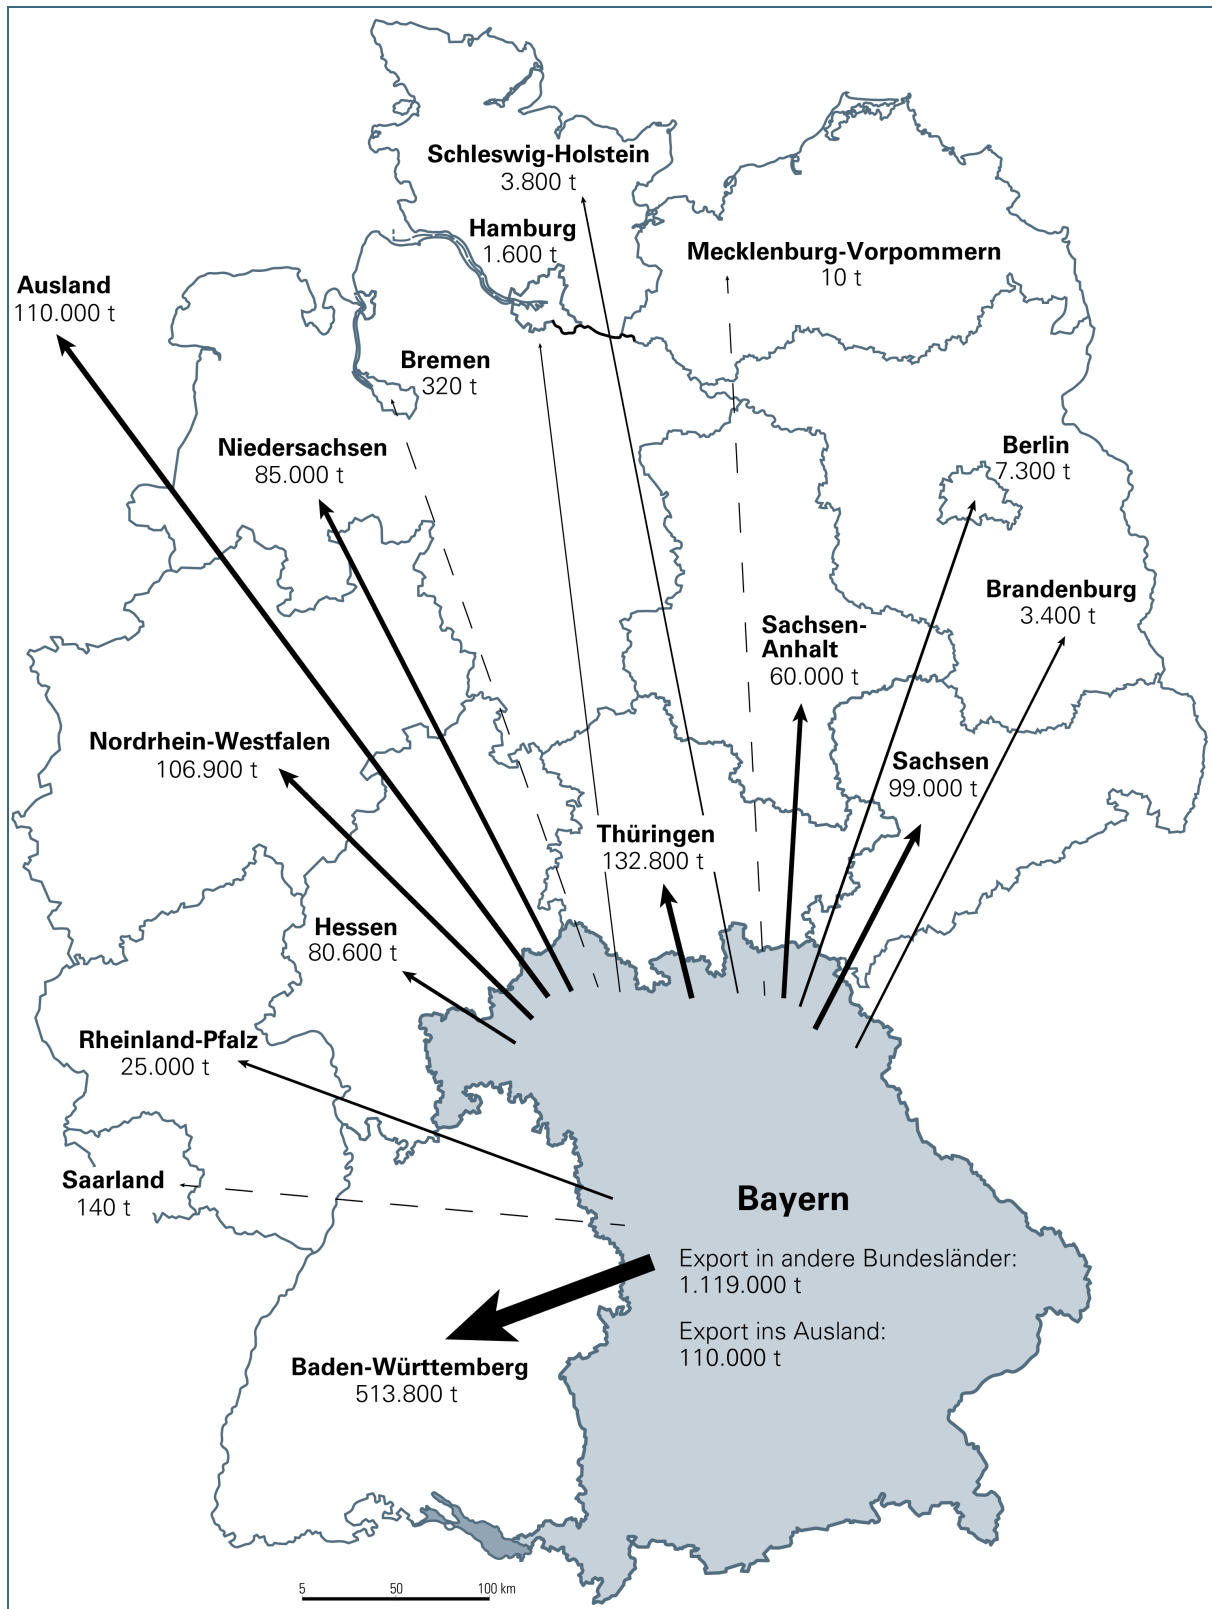 Schleswig-Holstein
3.800 t
Hamburg
1.600 t
Mecklenburg-Vorpommern
10 t
Ausland
110.000 t
Bremen
320 t
Niedersachsen
85.000 t
Berlin
7.300 t
Brandenburg
3.400 t
Sachsen-
Anhalt
60.000 t
Nordrhein-Westfalen
106.900 t
Sachsen
99.000 t
Thüringen
132.800 t
Hessen
80.600 t
Rheinland-Pfalz
25.000 t
Saarland
140 t
Bayern
Export in andere Bundesländer:
1.119.000 t
Export ins Ausland:
110.000 t
Baden-Württemberg
513.800 t
5 50 100 km